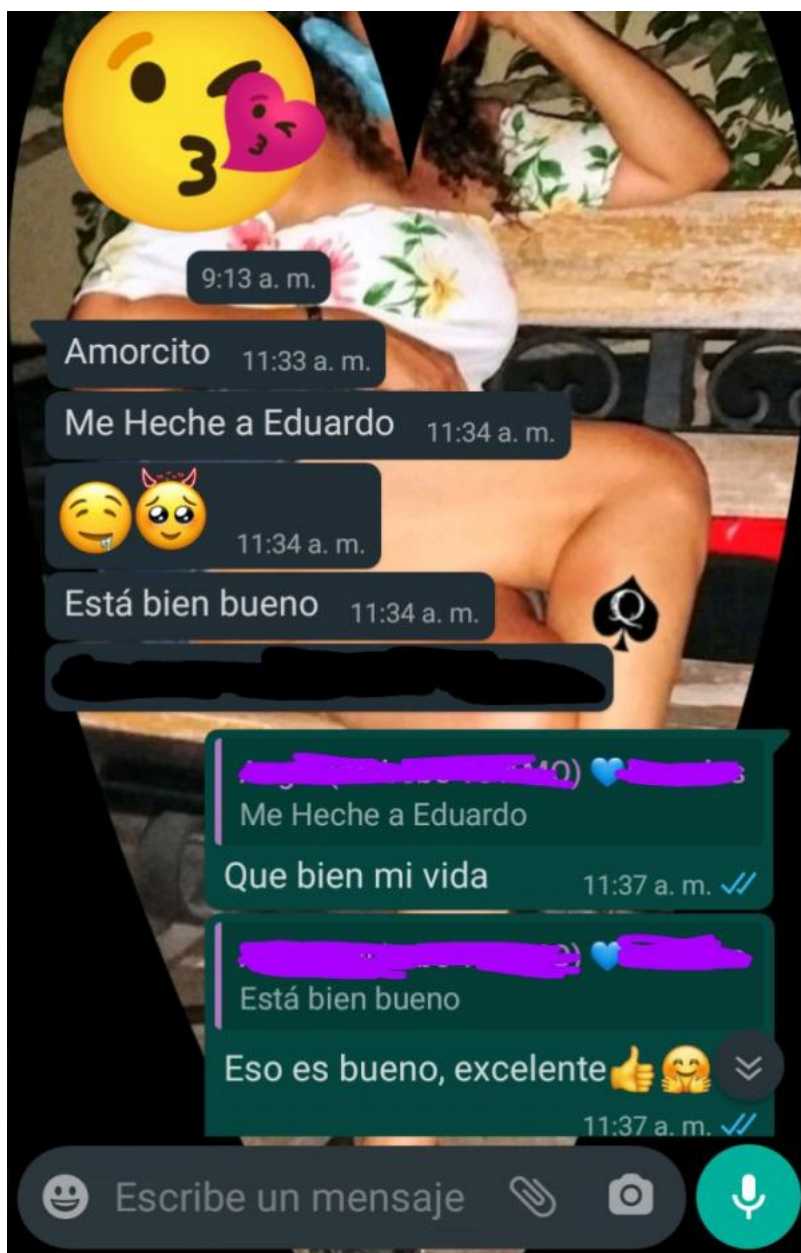 9:13 a. m.
Amorcito 11:33 a. m.
Me Heche a Eduardo 11:34 a. m.
11:34 a. m.
Está bien bueno 11:34 a. m.
Q
Me Heche a Eduardo
Que bien mi vida 11:37 a. m.
Está bien bueno
Eso es bueno, excelente
11:37 a. m.
Escribe un mensaje